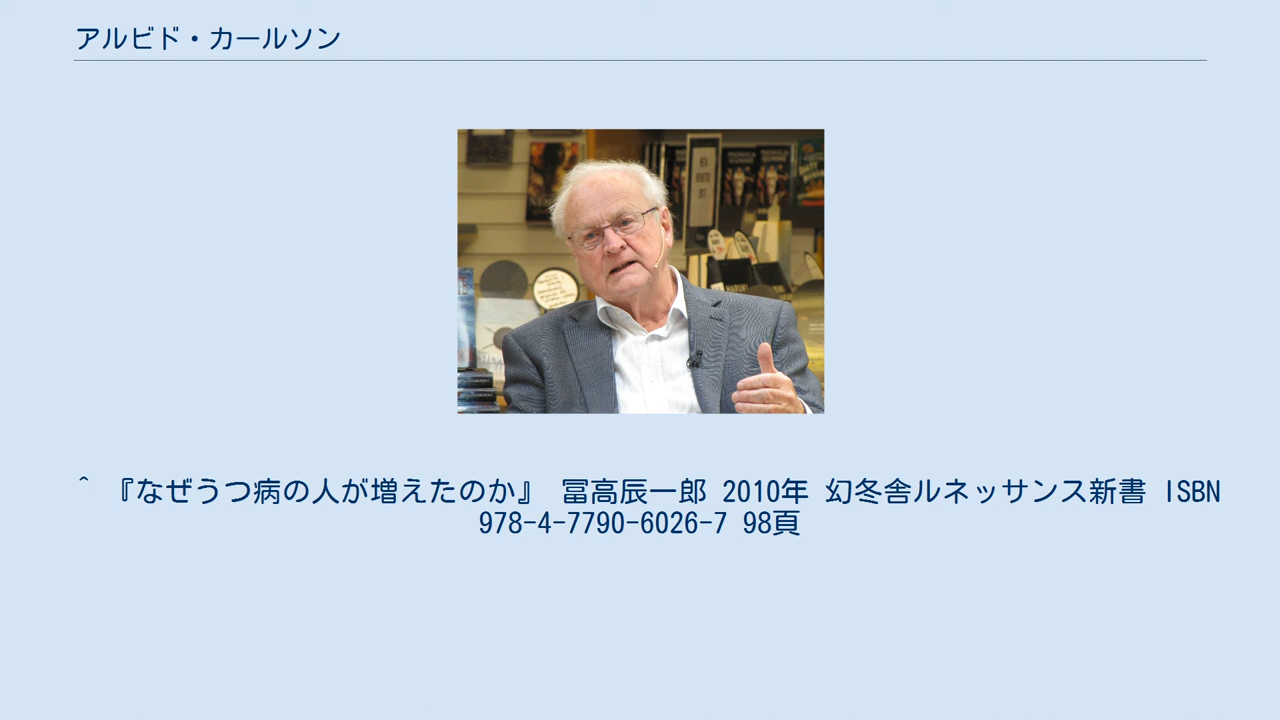 アルビド・カールソン
^ 『なぜうつ病の人が増えたのか』 冨高辰一郎 2010年 幻冬舎ルネッサンス新書 ISBN
978-4-7790-6026-7 98頁